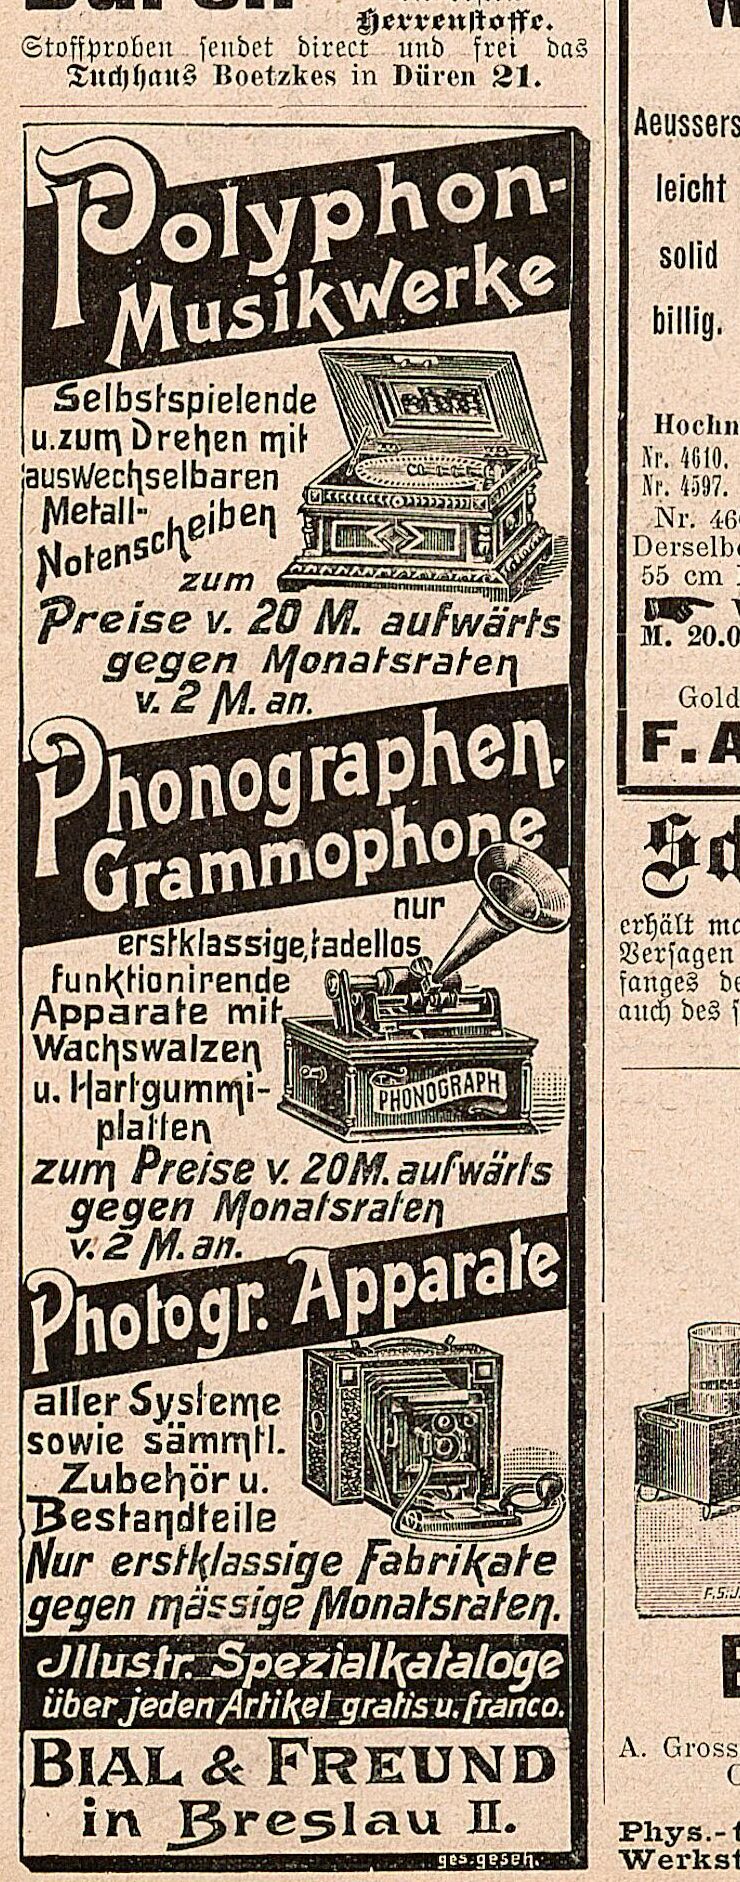 Herrenstoffe.
Stoffproben sendet direct und frei das
Tuchhaus Boetzkes in Düren 21.
Polyphon-
Musikwerke
Selbstspielende
u. zum Drehen mit
auswechselbaren
Metall-
Notenscheiben
zum
Preise v. 20 M. aufwärts
gegen Monatsraten
v. 2 M. an.
Phonographen,
Grammophone
nur
erstklassige, tadellos
funktionirende
Apparate mit
Wachswalzen
u. Hartgummi-
platten
PHONOGRAPH
zum Preise v. 20 M. aufwärts
gegen Monatsraten
v. 2 M. an.
Photogr. Apparate
aller Systeme
sowie sämmtl.
Zubehör u.
Bestandteile
Nur erstklassige Fabrikate
gegen mässige Monatsraten.
Illustr. Spezialkataloge
über jeden Artikel gratis u. franco.
BIAL & FREUND
in Breslau II.
ges. gesch.
Aeussers
leicht
solid
billig.
Hochn
Nr. 4610.
Nr. 4597.
Nr. 46
Derselb
55 cm
M. 20.0
Gold
F. A
erhält
Versagen
fanges
auch des
F.S.
A. Gross
Phys.-
Werkst